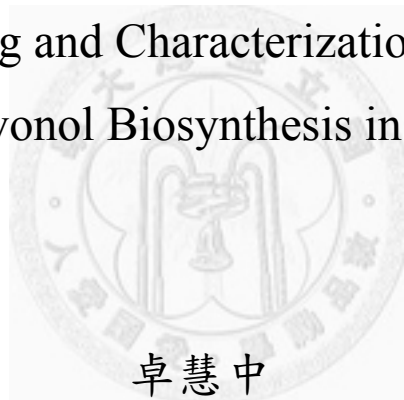 g and Characterizatio
vonol Biosynthesis in
卓慧中